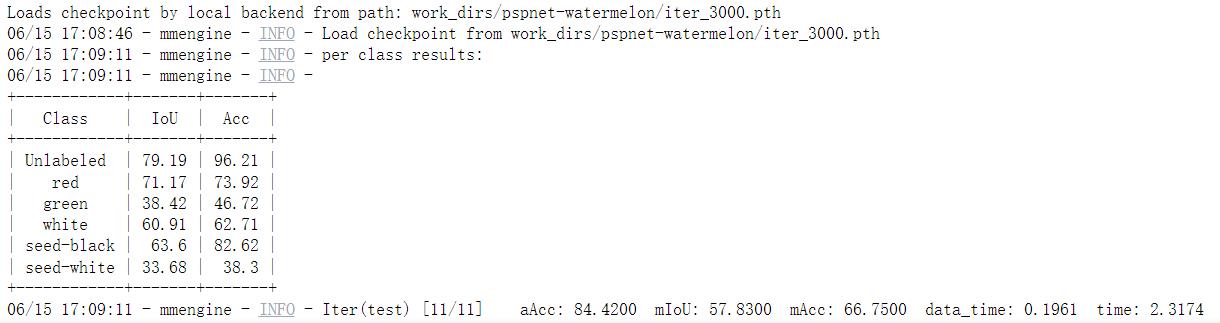 Loads checkpoint by local backend from path: work_dirs/pspnet-watermelon/iter_3000.pth
06/15 17:08:46 - mmengine - INFO - Load checkpoint from work_dirs/pspnet-watermelon/iter_3000.pth
06/15 17:09:11 - mmengine - INFO - per class results:
06/15 17:09:11 - mmengine - INFO -
+------------+-------+-------+
|   Class    |  IoU  |  Acc  |
+------------+-------+-------+
| Unlabeled  | 79.19 | 96.21 |
|    red     | 71.17 | 73.92 |
|   green    | 38.42 | 46.72 |
|   white    | 60.91 | 62.71 |
| seed-black |  63.6 | 82.62 |
| seed-white | 33.68 |  38.3 |
+------------+-------+-------+
06/15 17:09:11 - mmengine - INFO - Iter(test) [11/11]    aAcc: 84.4200  mIoU: 57.8300  mAcc: 66.7500  data_time: 0.1961  time: 2.3174